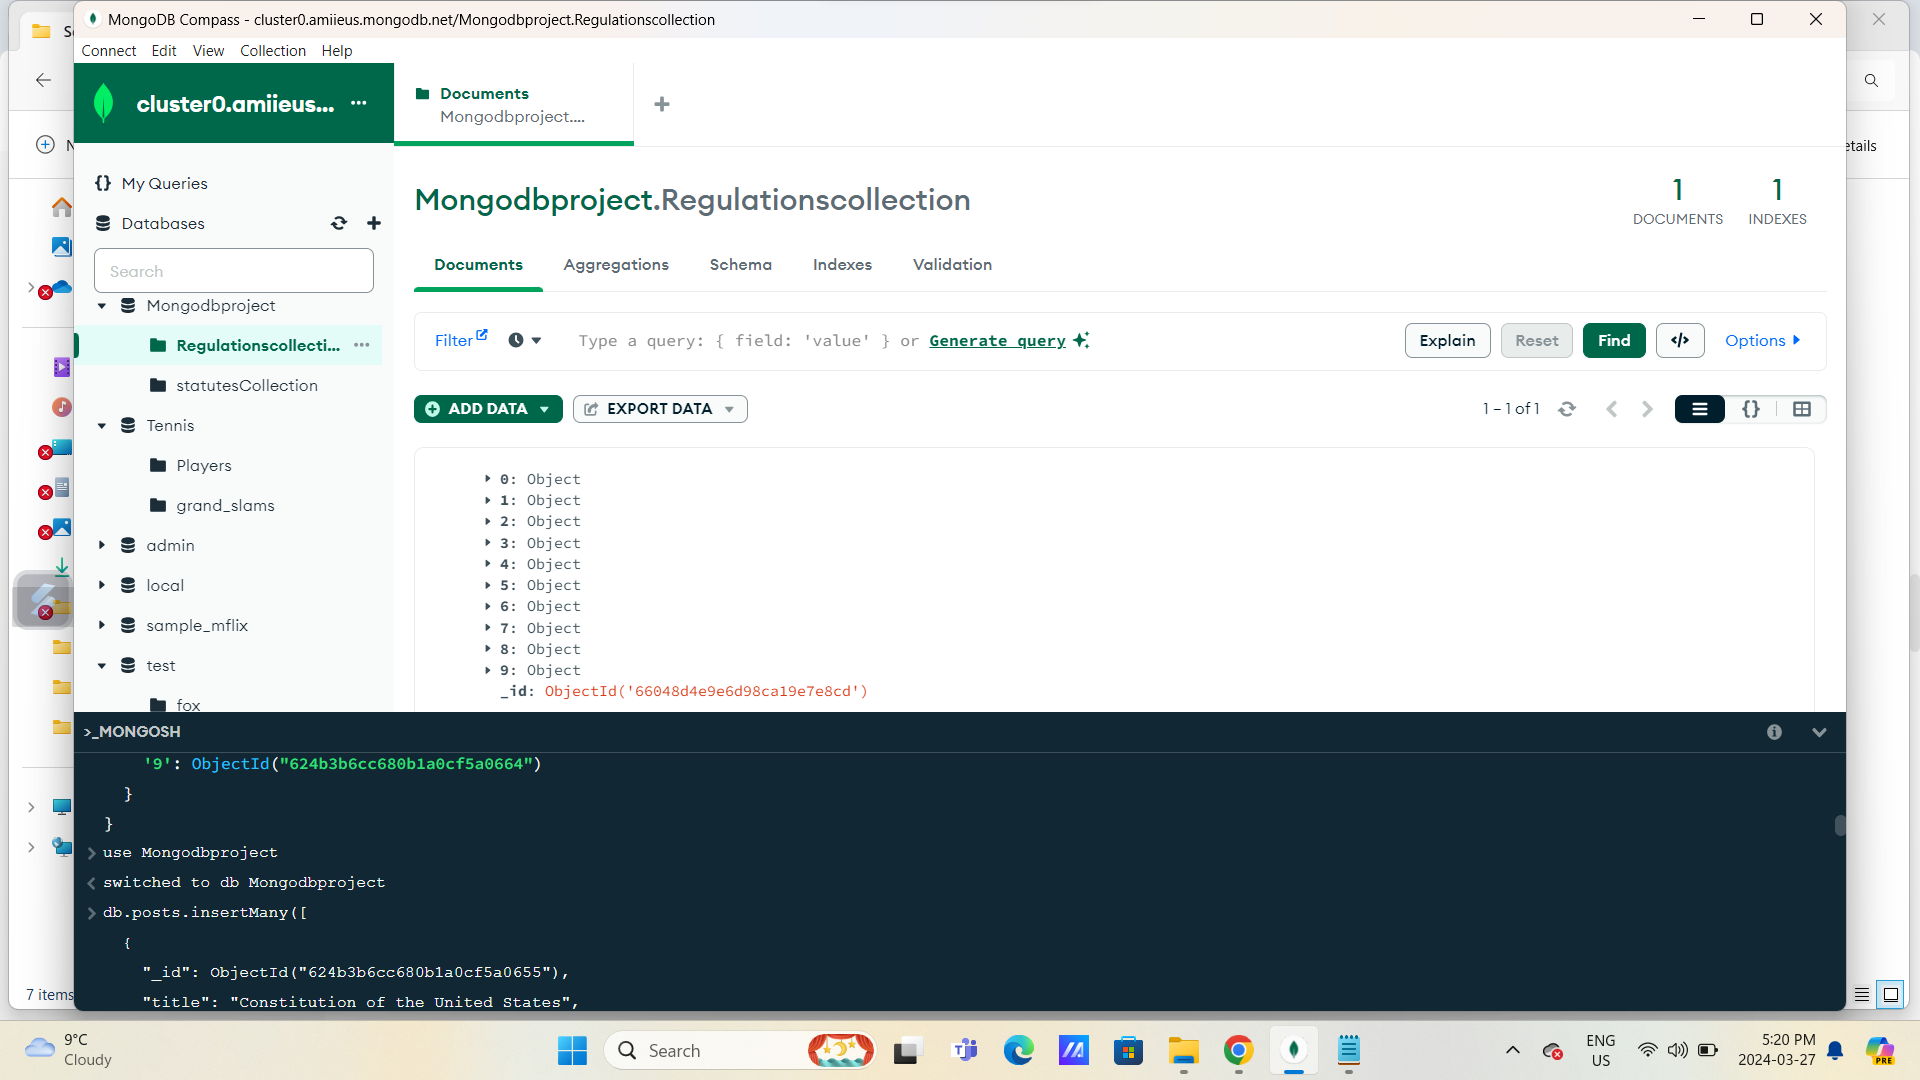 MongoDB Compass - cluster0.amiieus.mongodb.net/Mongodbproject.Regulationscollection
Connect Edit View Collection Help
cluster0.amiieus... ...
Documents
Mongodbproject....
My Queries
Databases
Search
Mongodbproject
Regulationscollecti... ...
statutesCollection
Tennis
Players
grand_slams
admin
local
sample_mflix
test
fox
Mongodbproject.Regulationscollection
1
DOCUMENTS
1
INDEXES
Documents Aggregations Schema Indexes Validation
Filter
Type a query: { field: 'value' } or Generate query
Explain Reset Find </> Options
ADD DATA EXPORT DATA
1 – 1 of 1
{}
0: Object
1: Object
2: Object
3: Object
4: Object
5: Object
6: Object
7: Object
8: Object
9: Object
_id: ObjectId('66048d4e9e6d98ca19e7e8cd')
>_MONGOSH
'9': ObjectId("624b3b6cc680b1a0cf5a0664")
}
}
use Mongodbproject
switched to db Mongodbproject
db.posts.insertMany([
{
"_id": ObjectId("624b3b6cc680b1a0cf5a0655"),
"title": "Constitution of the United States",
etails
7 items
9°C
Cloudy
Search
ENG
US
5:20 PM
2024-03-27
PRE